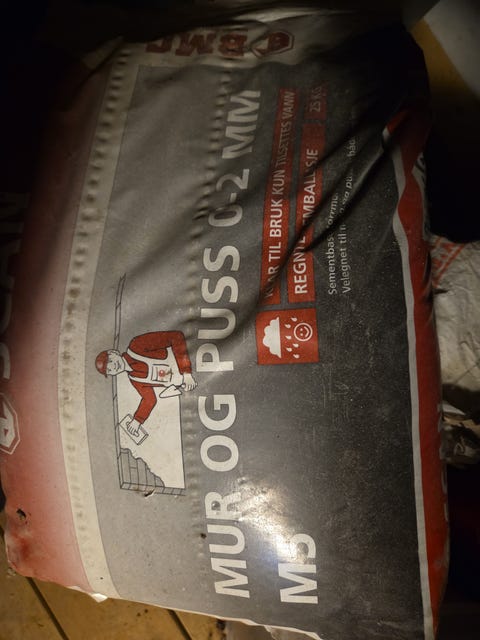 MUR OG PUSS 0-2 MM
M5
KLAR TIL BRUK KUN TILSETTES VANN
REGNTETT EMBALLASJE 25 KG
Velegnet til